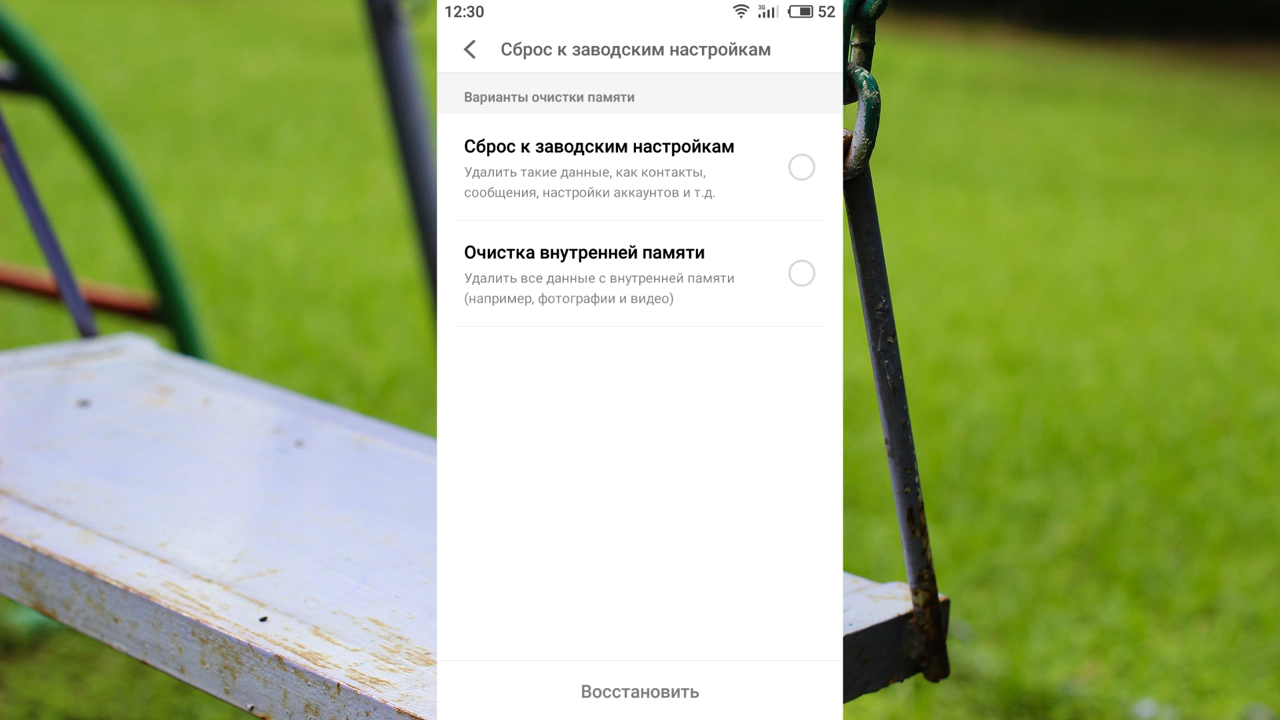 12:30 3G 52
Сброс к заводским настройкам
Варианты очистки памяти
Сброс к заводским настройкам
Удалить такие данные, как контакты,
сообщения, настройки аккаунтов и т.д.
Очистка внутренней памяти
Удалить все данные с внутренней памяти
(например, фотографии и видео)
Восстановить